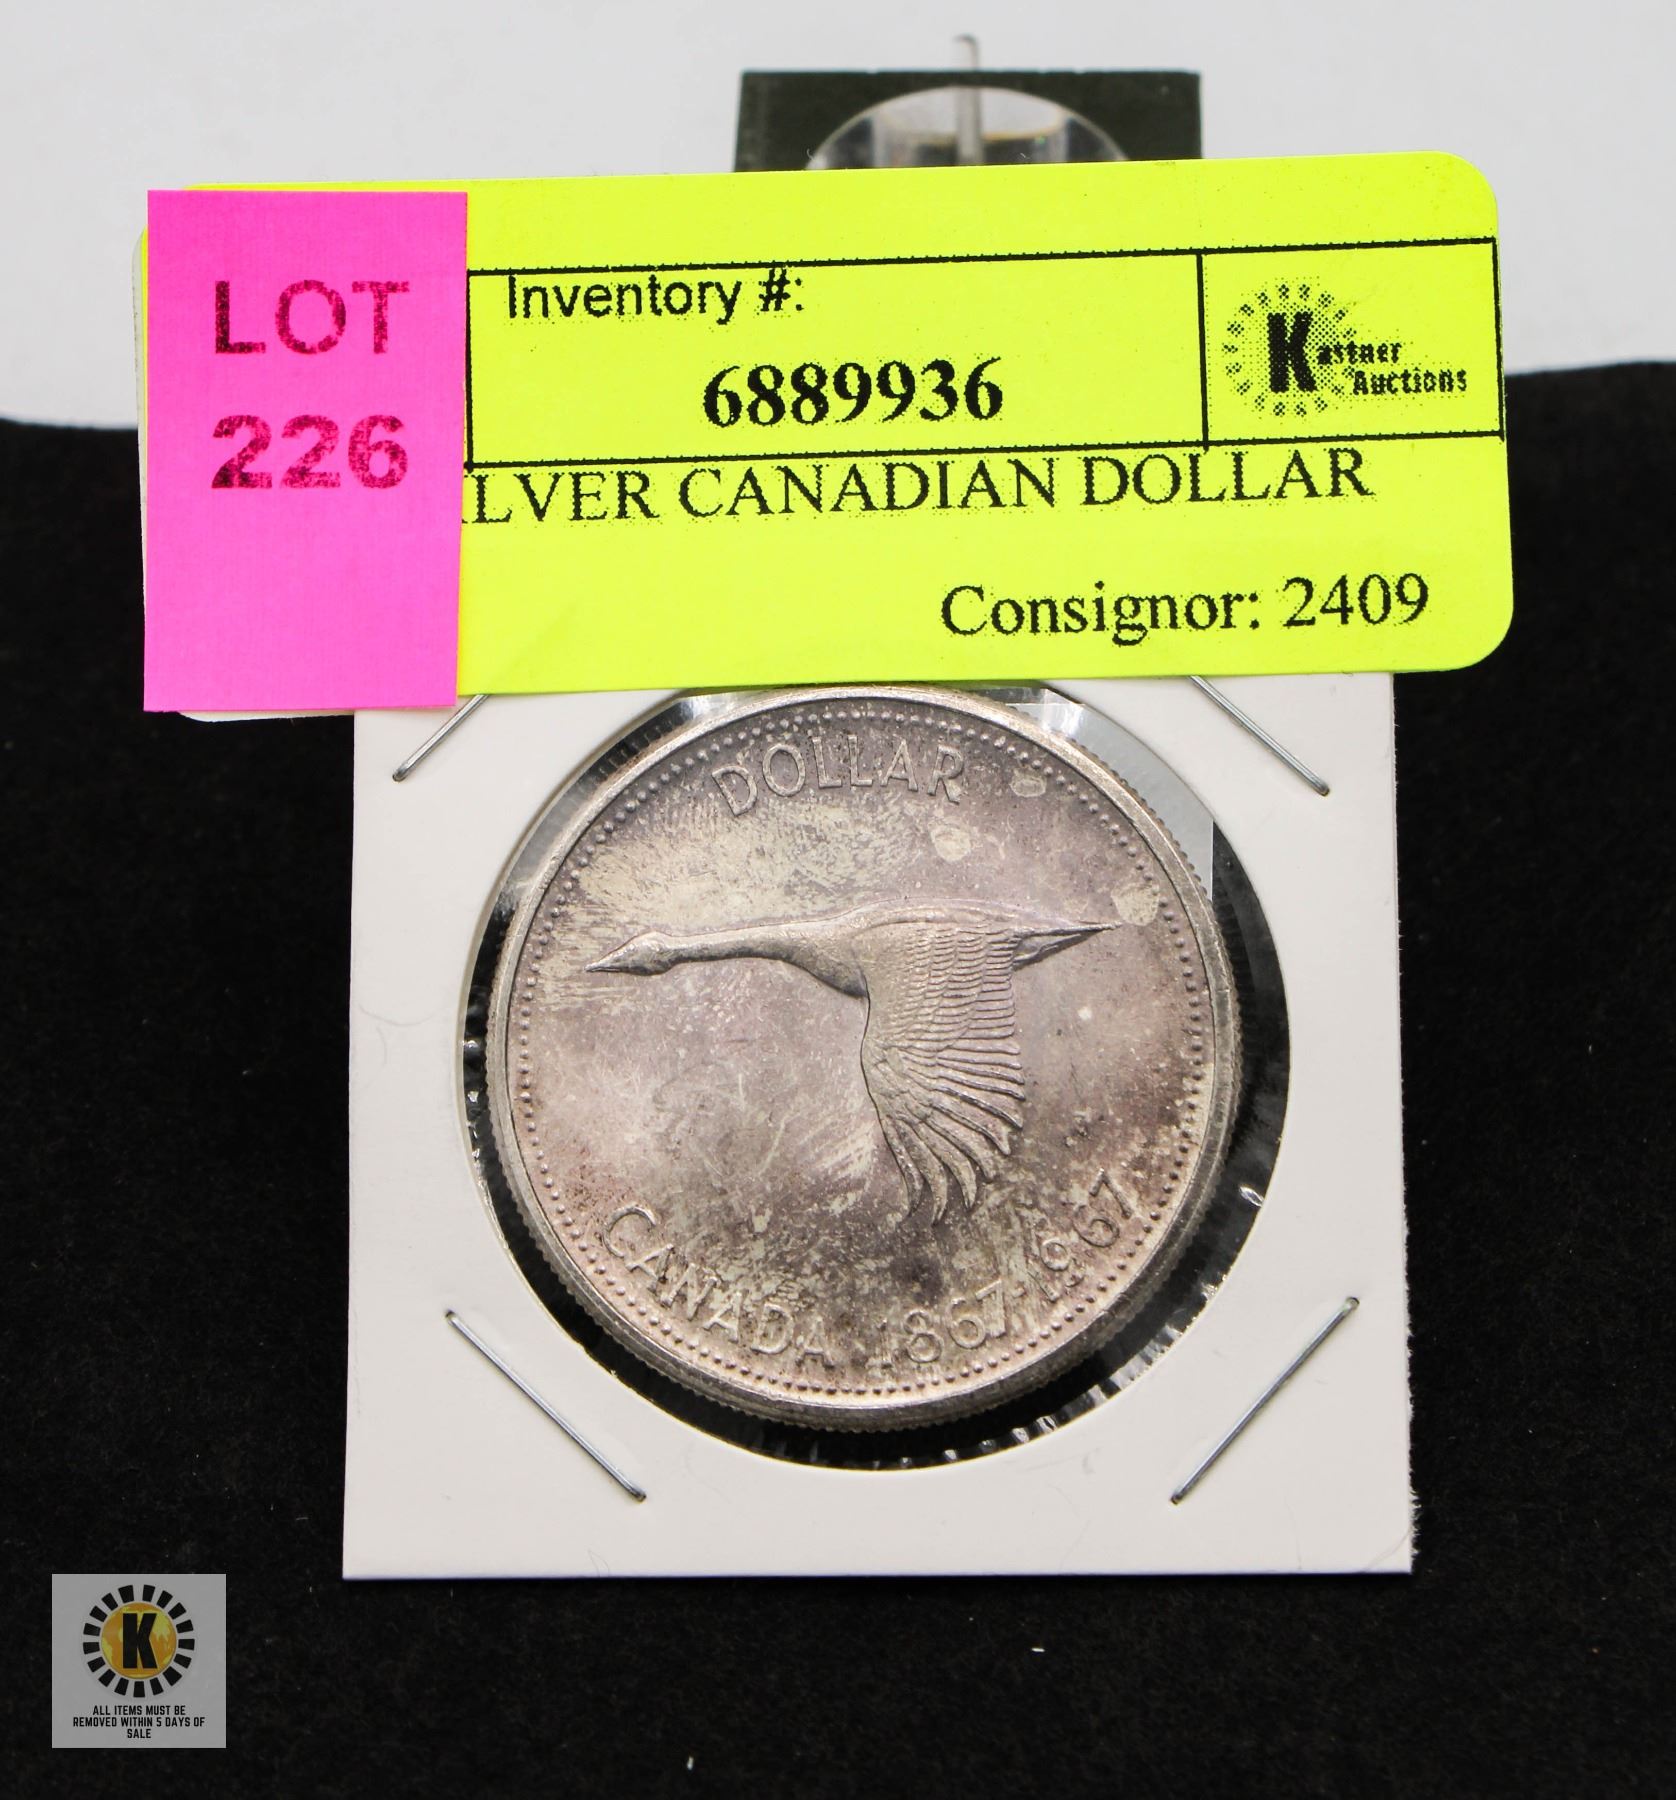 LOT
226
Inventory #:
6889936
Kastner
Auctions
LVER CANADIAN DOLLAR
Consignor: 2409
DOLLAR
CANADA 1867-1967
K
ALL ITEMS MUST BE
REMOVED WITHIN 5 DAYS OF
SALE